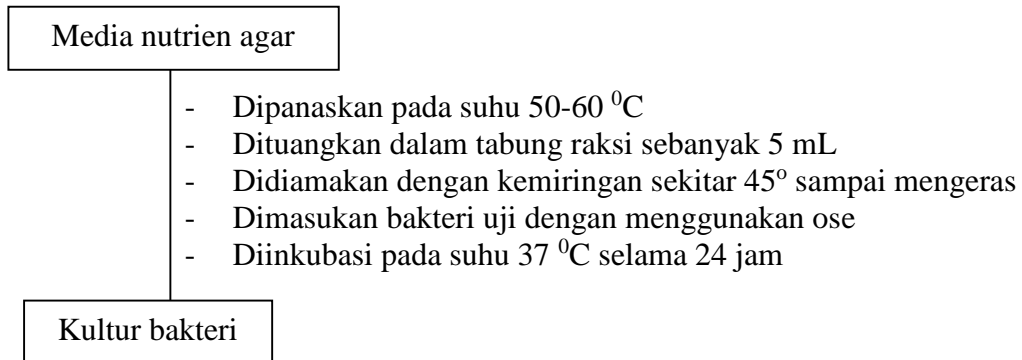 Media nutrien agar
- Dipanaskan pada suhu 50-60 ⁰C
- Dituangkan dalam tabung raksi sebanyak 5 mL
- Didiamakan dengan kemiringan sekitar 45º sampai mengeras
- Dimasukan bakteri uji dengan menggunakan ose
- Diinkubasi pada suhu 37 ⁰C selama 24 jam
Kultur bakteri